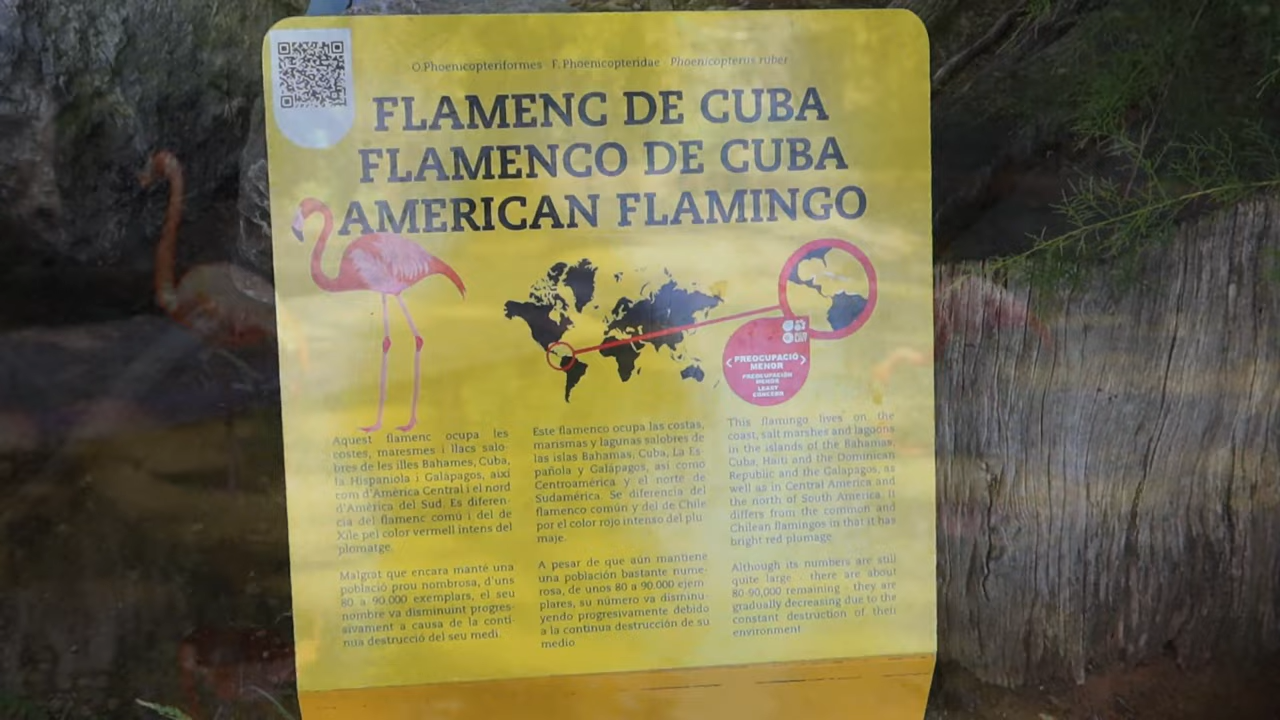 O.Phoenicopteriformes · F. Phoenicopteridae · Phoenicopterus ruber
FLAMENC DE CUBA
FLAMENCO DE CUBA
AMERICAN FLAMINGO
PREOCUPACIÓ
MENOR
PREOCUPACIÓN
MENOR
LEAST
CONCERN
Aquest flamenc ocupa les
costes, maresmes i llacs salo-
bres de les illes Bahames, Cuba,
la Hispaniola i Galápagos, així
com d'Amèrica Central i el nord
d'Amèrica del Sud. Es diferen-
cia del flamenc comú i del de
Xile pel color vermell intens del
plomatge.
Malgrat que encara manté una
població prou nombrosa, d'uns
80 a 90.000 exemplars, el seu
nombre va disminuint progres-
sivament a causa de la contí-
nua destrucció del seu medi.
Este flamenco ocupa las costas,
marismas y lagunas salobres de
las islas Bahamas, Cuba, La Es-
pañola y Galápagos, así como
Centroamérica y el norte de
Sudamérica. Se diferencia del
flamenco común y del de Chile
por el color rojo intenso del plu-
maje.
A pesar de que aún mantiene
una población bastante nume-
rosa, de unos 80 a 90.000 ejem-
plares, su número va disminu-
yendo progresivamente debido
a la continua destrucción de su
medio
This flamingo lives on the
coast, salt marshes and lagoons
in the islands of the Bahamas,
Cuba, Haiti and the Dominican
Republic and the Galapagos, as
well as in Central America and
the north of South America. It
differs from the common and
Chilean flamingos in that it has
bright red plumage.
Although its numbers are still
quite large - there are about
80-90,000 remaining - they are
gradually decreasing due to the
constant destruction of their
environment